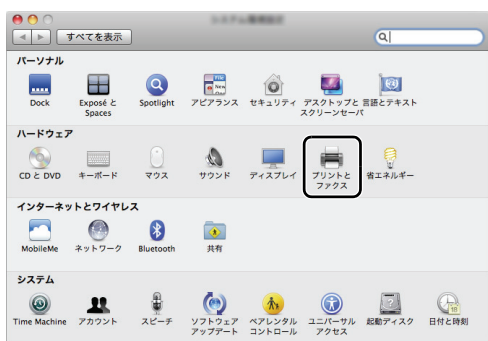 すべてを表示
パーソナル
Dock
Exposé と
Spaces
Spotlight
アピアランス
セキュリティ
デスクトップと
スクリーンセーバ
言語とテキスト
ハードウェア
CD と DVD
キーボード
マウス
サウンド
ディスプレイ
プリントと
ファクス
省エネルギー
インターネットとワイヤレス
MobileMe
ネットワーク
Bluetooth
共有
システム
Time Machine
アカウント
スピーチ
ソフトウェア
アップデート
ペアレンタル
コントロール
ユニバーサル
アクセス
起動ディスク
日付と時刻